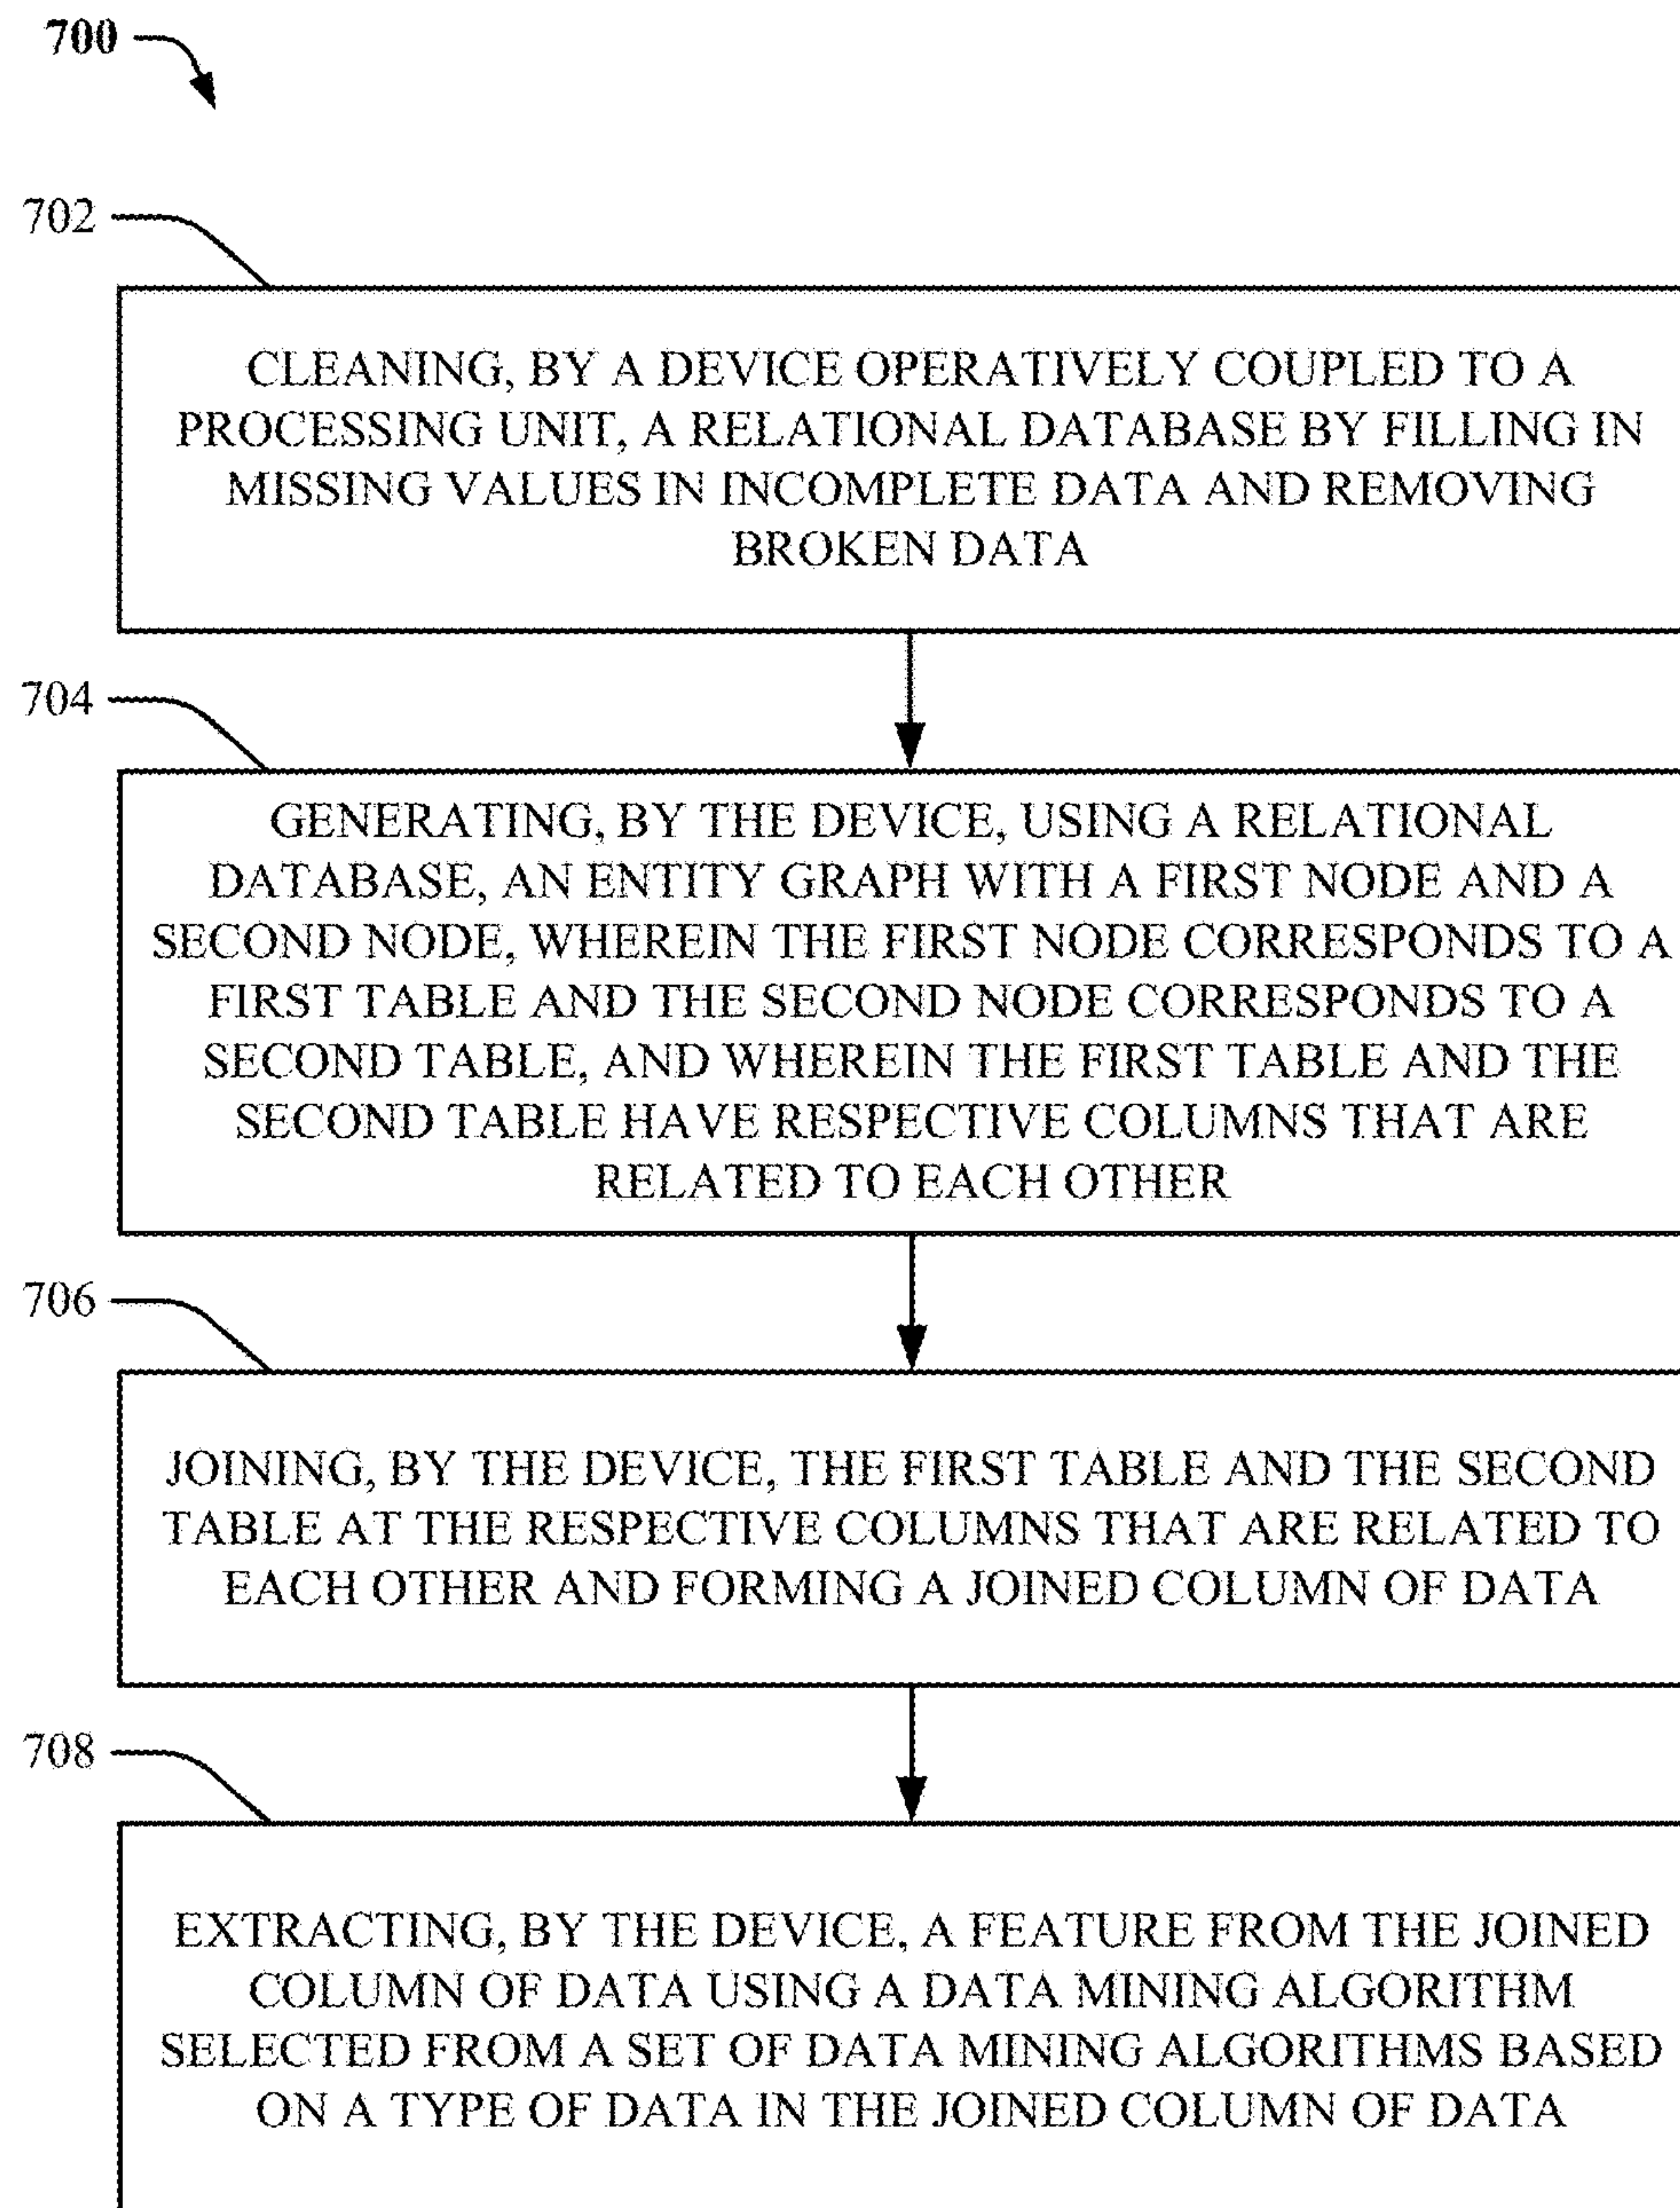 700
702
CLEANING, BY A DEVICE OPERATIVELY COUPLED TO A
PROCESSING UNIT, A RELATIONAL DATABASE BY FILLING IN
MISSING VALUES IN INCOMPLETE DATA AND REMOVING
BROKEN DATA
704
GENERATING, BY THE DEVICE, USING A RELATIONAL
DATABASE, AN ENTITY GRAPH WITH A FIRST NODE AND A
SECOND NODE, WHEREIN THE FIRST NODE CORRESPONDS TO A
FIRST TABLE AND THE SECOND NODE CORRESPONDS TO A
SECOND TABLE, AND WHEREIN THE FIRST TABLE AND THE
SECOND TABLE HAVE RESPECTIVE COLUMNS THAT ARE
RELATED TO EACH OTHER
706
JOINING, BY THE DEVICE, THE FIRST TABLE AND THE SECOND
TABLE AT THE RESPECTIVE COLUMNS THAT ARE RELATED TO
EACH OTHER AND FORMING A JOINED COLUMN OF DATA
708
EXTRACTING, BY THE DEVICE, A FEATURE FROM THE JOINED
COLUMN OF DATA USING A DATA MINING ALGORITHM
SELECTED FROM A SET OF DATA MINING ALGORITHMS BASED
ON A TYPE OF DATA IN THE JOINED COLUMN OF DATA